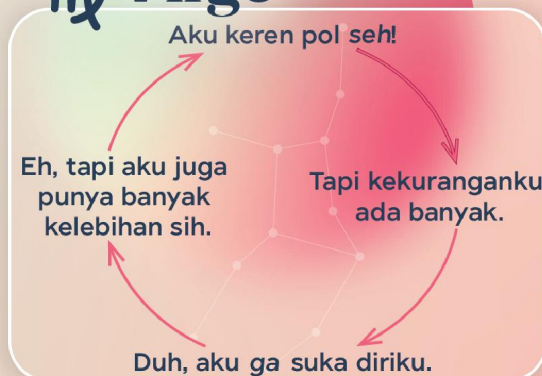 Aku keren pol seh!
Tapi kekuranganku
ada banyak.
Duh, aku ga suka diriku.
Eh, tapi aku juga
punya banyak
kelebihan sih.